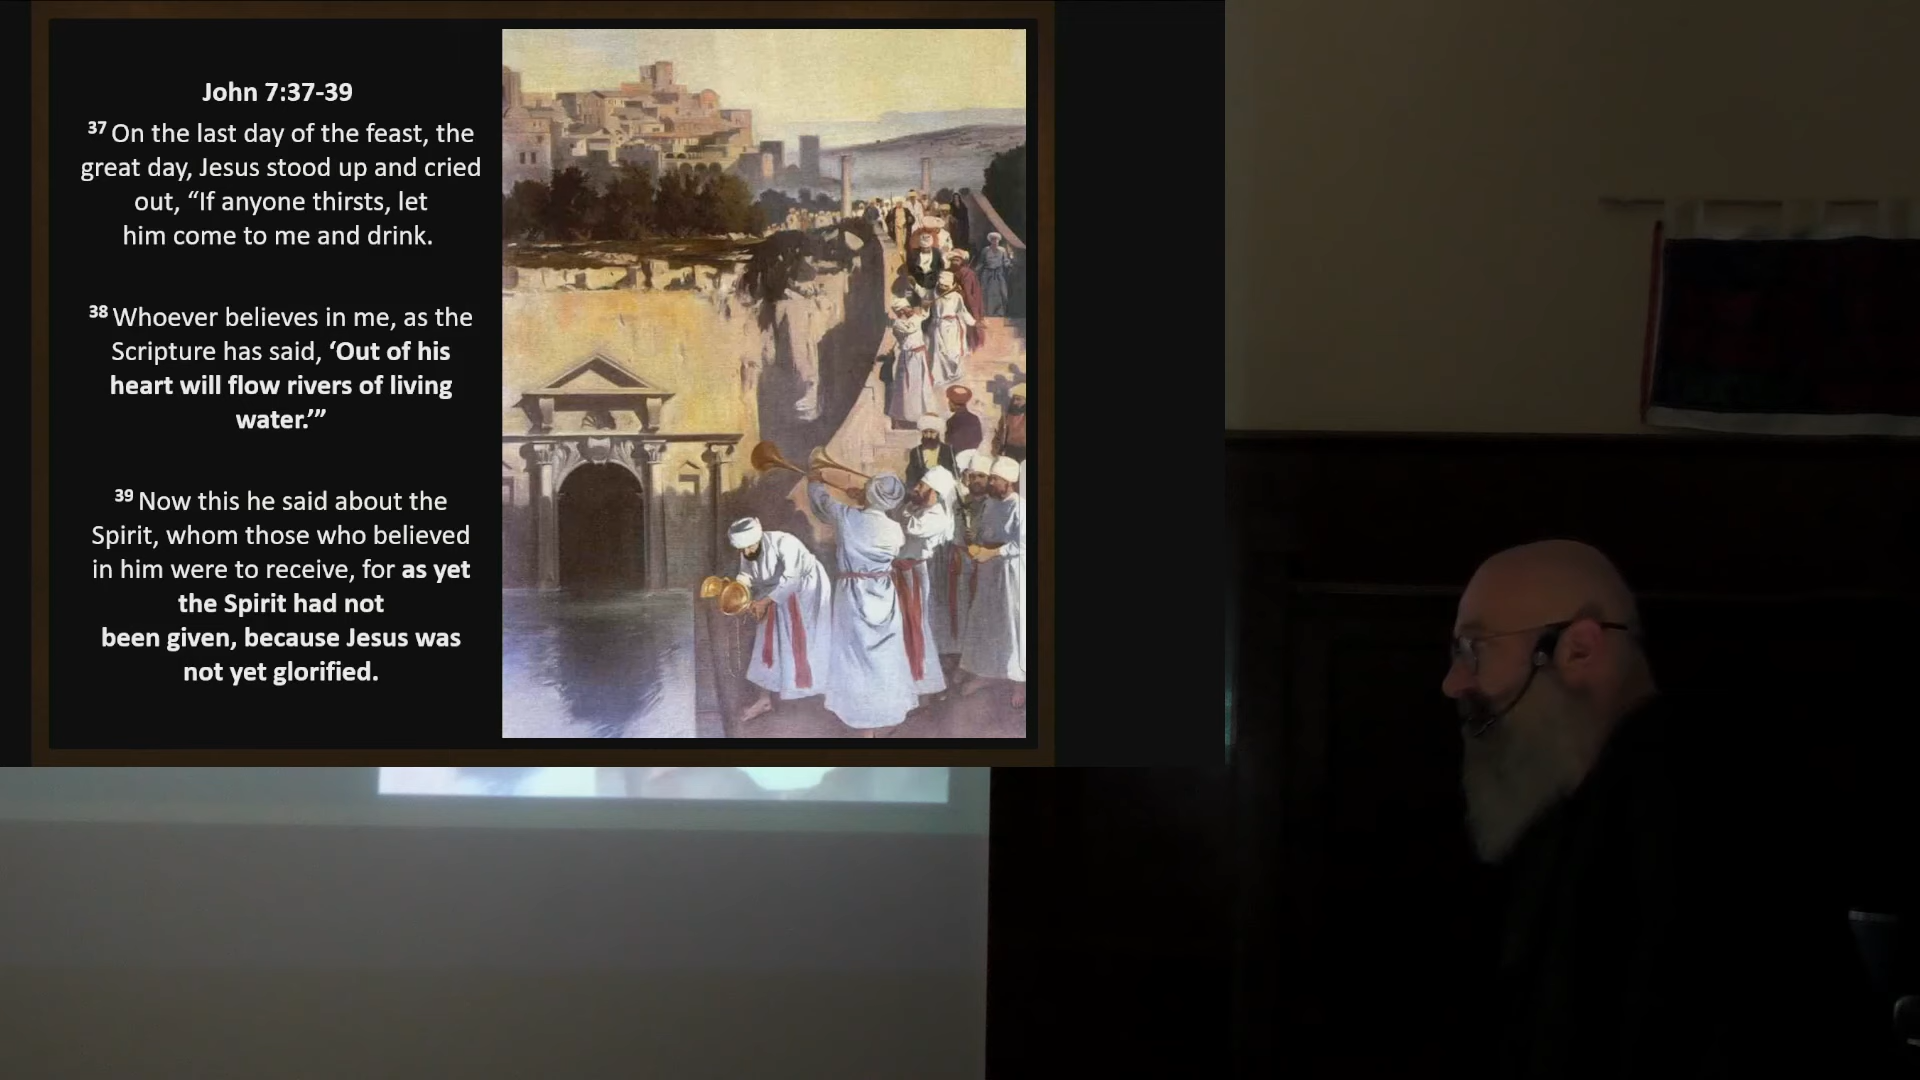 John 7:37-39
37 On the last day of the feast, the
great day, Jesus stood up and cried
out, “If anyone thirsts, let
him come to me and drink.
38 Whoever believes in me, as the
Scripture has said, ‘Out of his
heart will flow rivers of living
water.’”
39 Now this he said about the
Spirit, whom those who believed
in him were to receive, for as yet
the Spirit had not
been given, because Jesus was
not yet glorified.